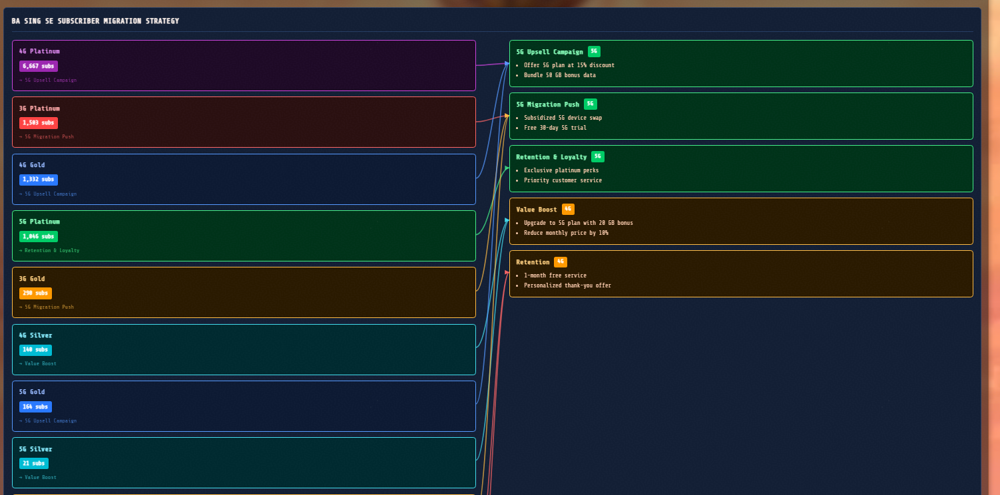 BA SING SE SUBSCRIBER MIGRATION STRATEGY
4G Platinum
6,667 subs
→ 5G Upsell Campaign
3G Platinum
1,503 subs
→ 5G Migration Push
4G Gold
1,332 subs
→ 5G Upsell Campaign
5G Platinum
1,046 subs
→ Retention & Loyalty
3G Gold
290 subs
→ 5G Migration Push
4G Silver
140 subs
→ Value Boost
5G Gold
164 subs
→ 5G Upsell Campaign
5G Silver
21 subs
→ Value Boost
5G Upsell Campaign 5G
• Offer 5G plan at 15% discount
• Bundle 50 GB bonus data
5G Migration Push 5G
• Subsidized 5G device swap
• Free 30-day 5G trial
Retention & Loyalty 5G
• Exclusive platinum perks
• Priority customer service
Value Boost 4G
• Upgrade to 5G plan with 20 GB bonus
• Reduce monthly price by 10%
Retention 4G
• 1-month free service
• Personalized thank-you offer